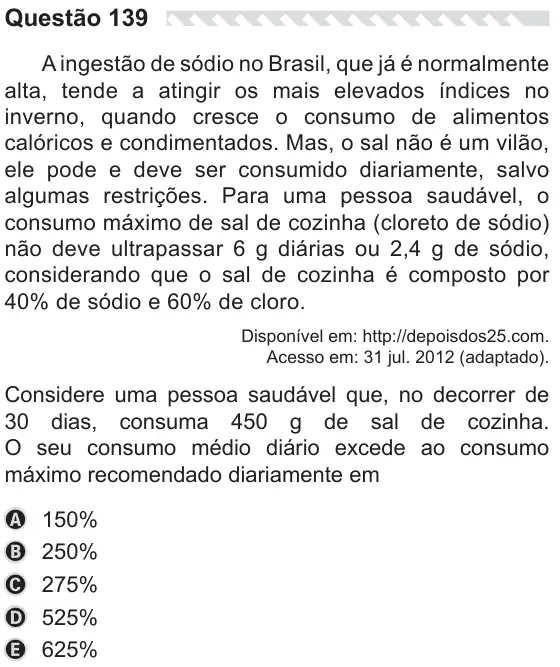 Questão 139
A ingestão de sódio no Brasil, que já é normalmente
alta, tende a atingir os mais elevados índices no
inverno, quando cresce o consumo de alimentos
calóricos e condimentados. Mas, o sal não é um vilão,
ele pode e deve ser consumido diariamente, salvo
algumas restrições. Para uma pessoa saudável, o
consumo máximo de sal de cozinha (cloreto de sódio)
não deve ultrapassar 6 g diárias ou 2,4 g de sódio,
considerando que o sal de cozinha é composto por
40% de sódio e 60% de cloro.
Disponível em: http://depoisdos25.com.
Acesso em: 31 jul. 2012 (adaptado).
Considere uma pessoa saudável que, no decorrer de
30 dias, consuma 450 g de sal de cozinha.
O seu consumo médio diário excede ao consumo
máximo recomendado diariamente em
A 150%
B 250%
C 275%
D 525%
E 625%